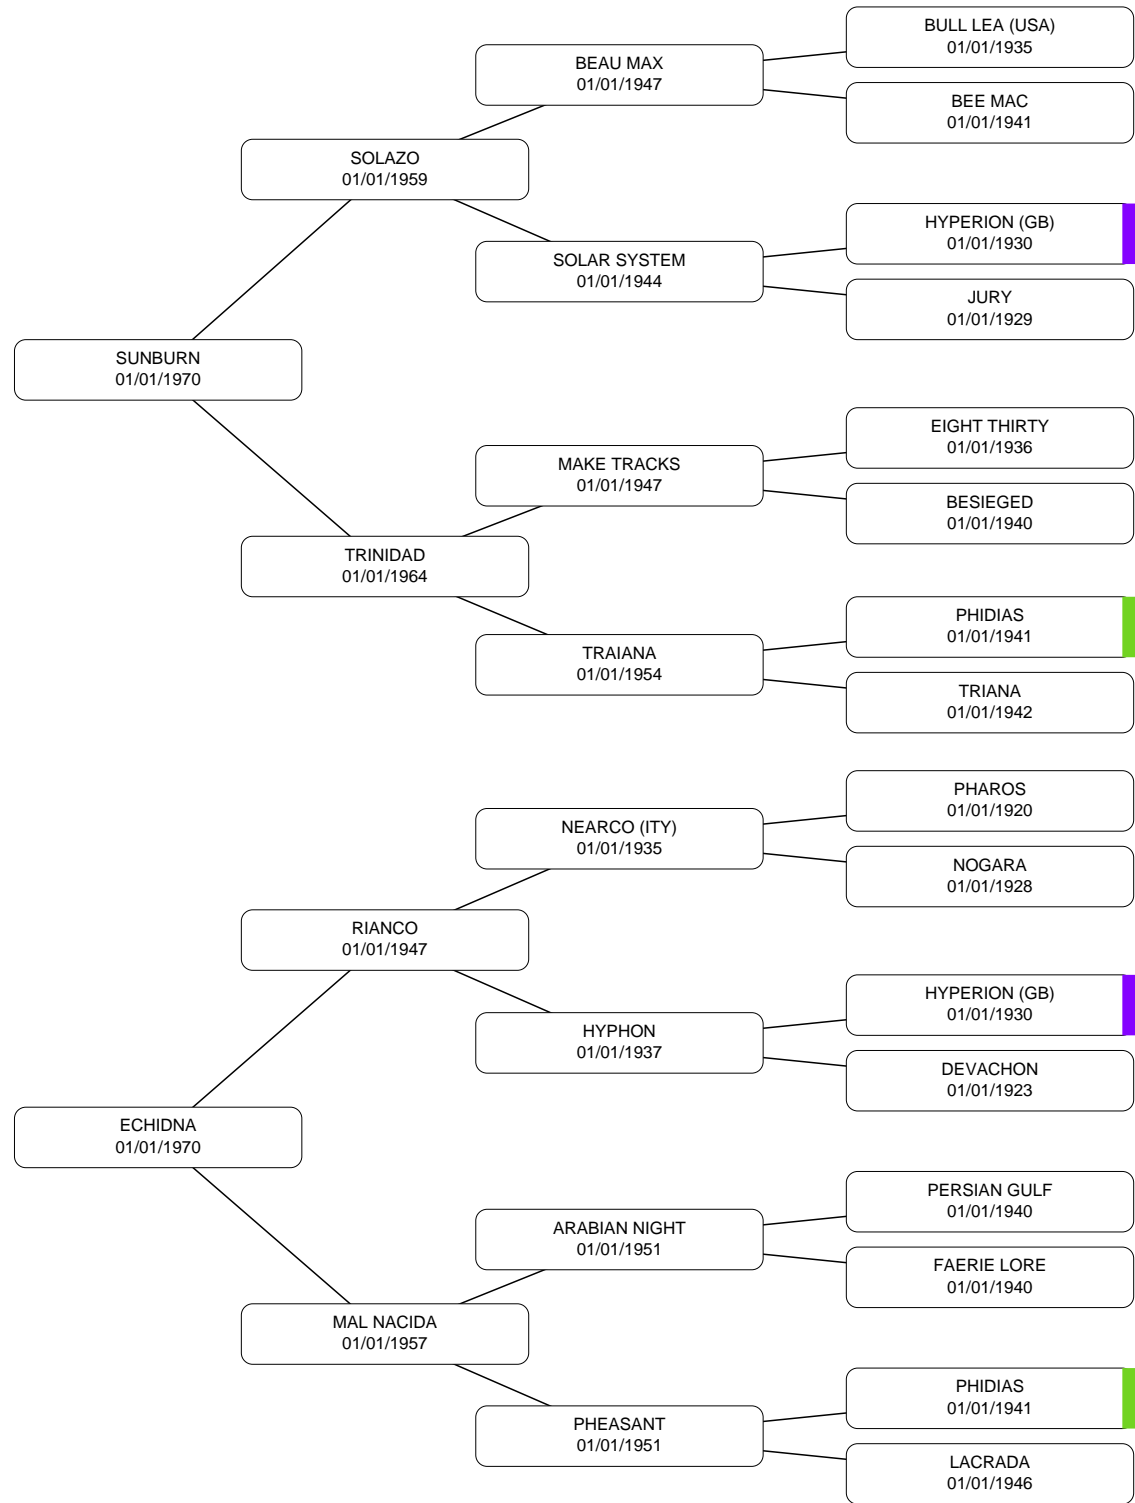 BULL LEA (USA)
01/01/1935
BEAU MAX
01/01/1947
BEE MAC
01/01/1941
SOLAZO
01/01/1959
HYPERION (GB)
01/01/1930
SOLAR SYSTEM
01/01/1944
JURY
01/01/1929
SUNBURN
01/01/1970
EIGHT THIRTY
01/01/1936
MAKE TRACKS
01/01/1947
BESIEGED
01/01/1940
TRINIDAD
01/01/1964
PHIDIAS
01/01/1941
TRAIANA
01/01/1954
TRIANA
01/01/1942
PHAROS
01/01/1920
NEARCO (ITY)
01/01/1935
NOGARA
01/01/1928
RIANCO
01/01/1947
HYPERION (GB)
01/01/1930
HYPHON
01/01/1937
DEVACHON
01/01/1923
ECHIDNA
01/01/1970
PERSIAN GULF
01/01/1940
ARABIAN NIGHT
01/01/1951
FAERIE LORE
01/01/1940
MAL NACIDA
01/01/1957
PHIDIAS
01/01/1941
PHEASANT
01/01/1951
LACRADA
01/01/1946